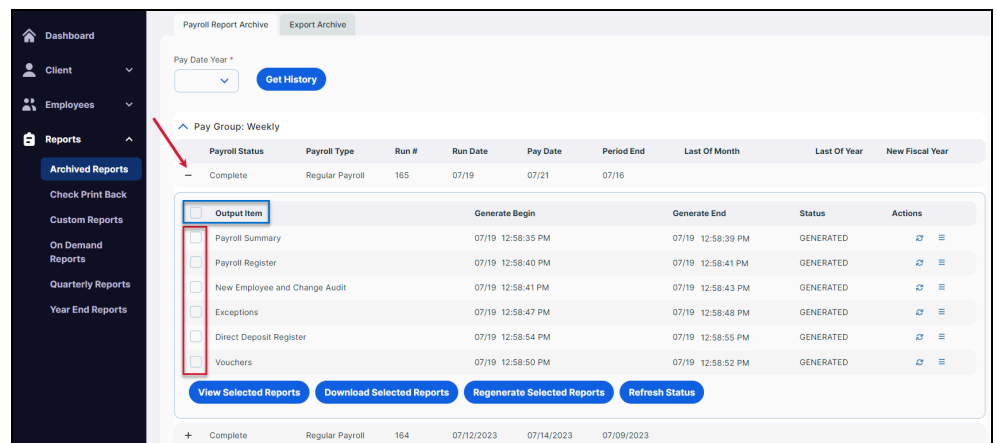 Payroll Report Archive Export Archive
Dashboard
Pay Date Year *
Client
Get History
Employees
Pay Group: Weekly
Reports
Payroll Status Payroll Type Run # Run Date Pay Date Period End Last Of Month Last Of Year New Fiscal Year
Archived Reports
Complete Regular Payroll 165 07/19 07/21 07/16
Check Print Back
Custom Reports
Output Item Generate Begin Generate End Status Actions
On Demand
Reports
Payroll Summary 07/19 12:58:35 PM 07/19 12:58:39 PM GENERATED
Payroll Register 07/19 12:58:40 PM 07/19 12:58:41 PM GENERATED
Quarterly Reports
New Employee and Change Audit 07/19 12:58:41 PM 07/19 12:58:43 PM GENERATED
Year End Reports
Exceptions 07/19 12:58:47 PM 07/19 12:58:48 PM GENERATED
Direct Deposit Register 07/19 12:58:54 PM 07/19 12:58:55 PM GENERATED
Vouchers 07/19 12:58:50 PM 07/19 12:58:52 PM GENERATED
View Selected Reports Download Selected Reports Regenerate Selected Reports Refresh Status
+ Complete Regular Payroll 164 07/12/2023 07/14/2023 07/09/2023